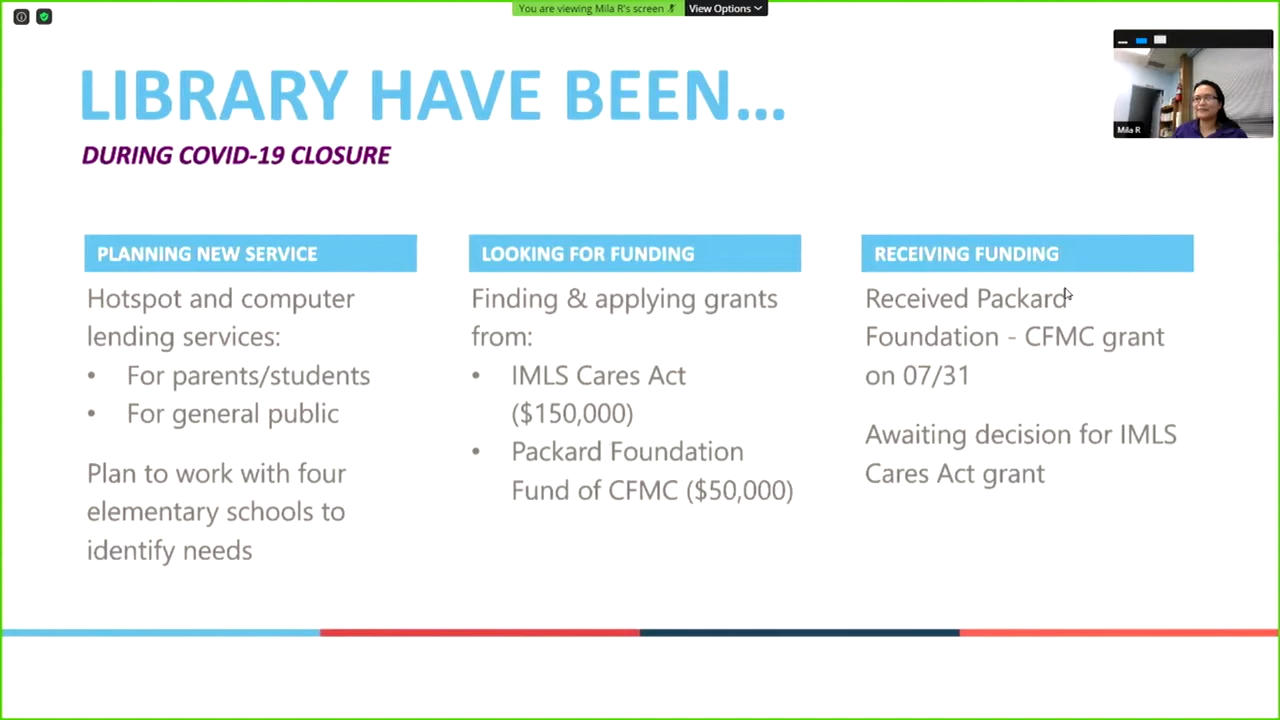 You are viewing Mila R's screen
View Options
LIBRARY HAVE BEEN...
DURING COVID-19 CLOSURE
Mila R
PLANNING NEW SERVICE
Hotspot and computer
lending services:
• For parents/students
• For general public
Plan to work with four
elementary schools to
identify needs
LOOKING FOR FUNDING
Finding & applying grants
from:
• IMLS Cares Act
($150,000)
• Packard Foundation
Fund of CFMC ($50,000)
RECEIVING FUNDING
Received Packard
Foundation - CFMC grant
on 07/31
Awaiting decision for IMLS
Cares Act grant